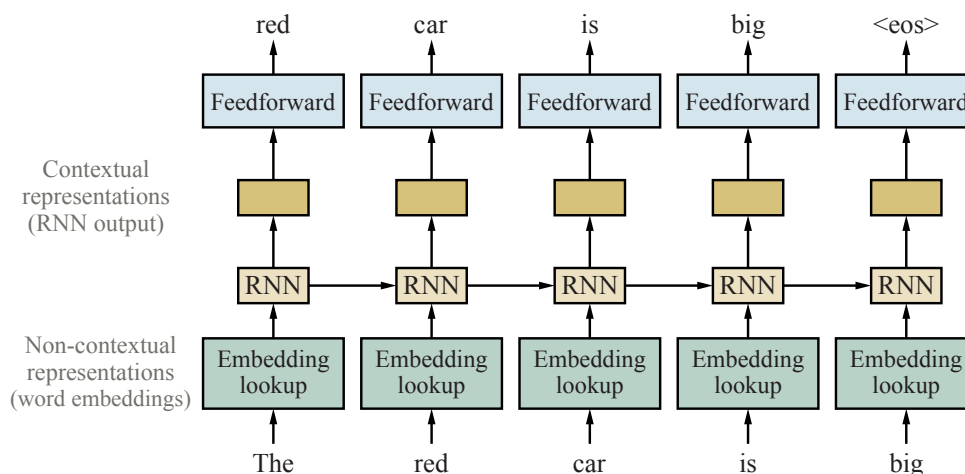 red car is big <eos>
Feedforward Feedforward Feedforward Feedforward Feedforward
Contextual
representations
(RNN output)
RNN RNN RNN RNN RNN
Non-contextual
representations
(word embeddings)
Embedding Embedding Embedding Embedding Embedding
lookup lookup lookup lookup lookup
The red car is big